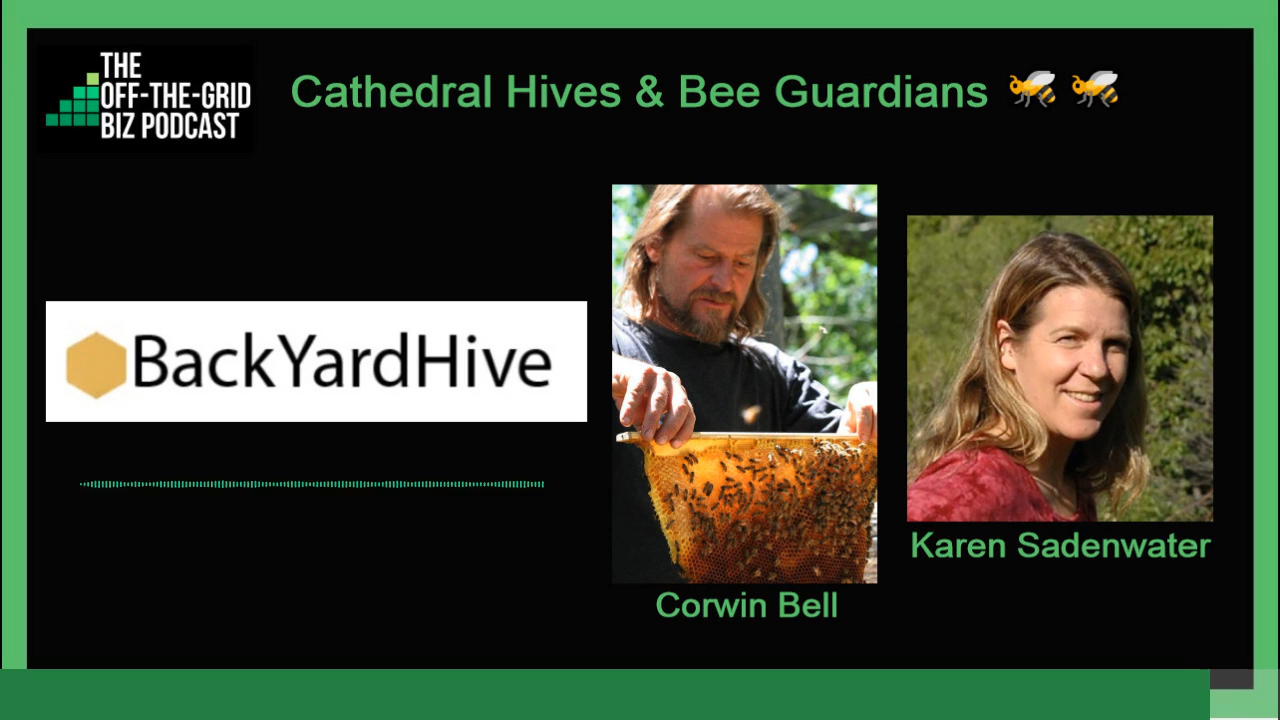 THE
OFF-THE-GRID
BIZ PODCAST
Cathedral Hives & Bee Guardians 🐝 🐝
BackYardHive
Karen Sadenwater
Corwin Bell